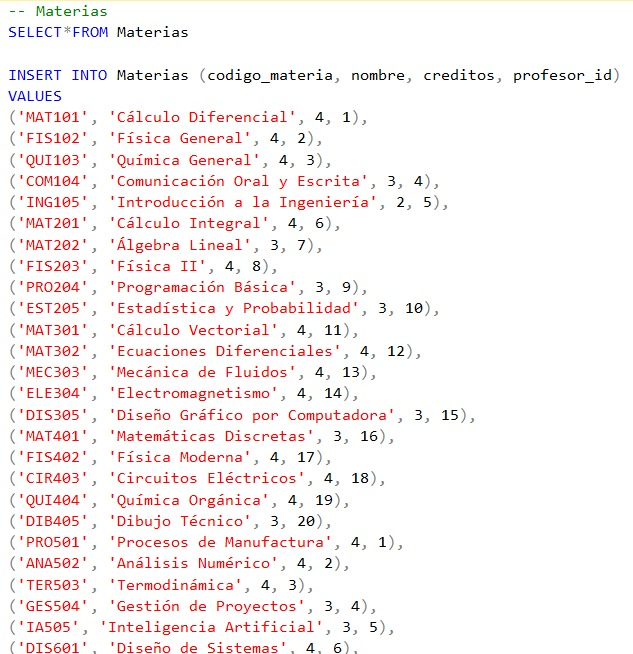 -- Materias
SELECT*FROM Materias
INSERT INTO Materias (codigo_materia, nombre, creditos, profesor_id)
VALUES
('MAT101', 'Cálculo Diferencial', 4, 1),
('FIS102', 'Física General', 4, 2),
('QUI103', 'Química General', 4, 3),
('COM104', 'Comunicación Oral y Escrita', 3, 4),
('ING105', 'Introducción a la Ingeniería', 2, 5),
('MAT201', 'Cálculo Integral', 4, 6),
('MAT202', 'Álgebra Lineal', 3, 7),
('FIS203', 'Física II', 4, 8),
('PRO204', 'Programación Básica', 3, 9),
('EST205', 'Estadística y Probabilidad', 3, 10),
('MAT301', 'Cálculo Vectorial', 4, 11),
('MAT302', 'Ecuaciones Diferenciales', 4, 12),
('MEC303', 'Mecánica de Fluidos', 4, 13),
('ELE304', 'Electromagnetismo', 4, 14),
('DIS305', 'Diseño Gráfico por Computadora', 3, 15),
('MAT401', 'Matemáticas Discretas', 3, 16),
('FIS402', 'Física Moderna', 4, 17),
('CIR403', 'Circuitos Eléctricos', 4, 18),
('QUI404', 'Química Orgánica', 4, 19),
('DIB405', 'Dibujo Técnico', 3, 20),
('PRO501', 'Procesos de Manufactura', 4, 1),
('ANA502', 'Análisis Numérico', 4, 2),
('TER503', 'Termodinámica', 4, 3),
('GES504', 'Gestión de Proyectos', 3, 4),
('IA505', 'Inteligencia Artificial', 3, 5),
('DIS601', 'Diseño de Sistemas', 4, 6),